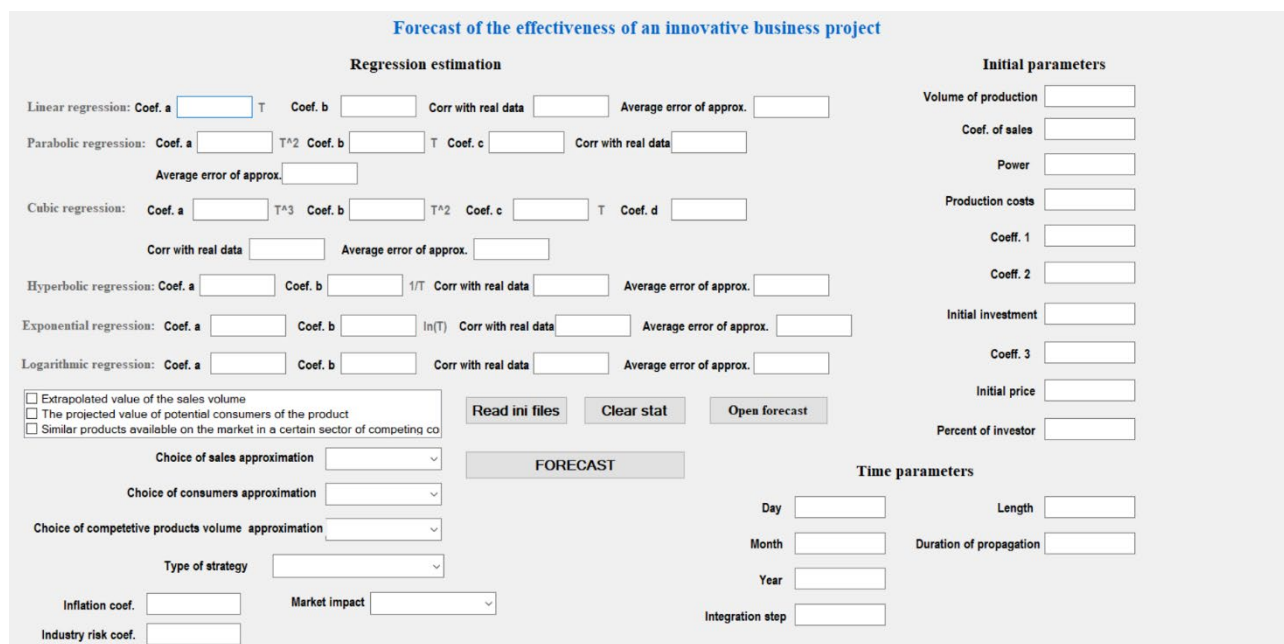 Forecast of the effectiveness of an innovative business project
Regression estimation
Linear regression: Coef. a T Coef. b Corr with real data Average error of approx.
Parabolic regression: Coef. a T^2 Coef. b T Coef. c Corr with real data
Average error of approx.
Cubic regression: Coef. a T^3 Coef. b T^2 Coef. c T Coef. d
Corr with real data Average error of approx.
Hyperbolic regression: Coef. a Coef. b 1/T Corr with real data Average error of approx.
Exponential regression: Coef. a Coef. b ln(T) Corr with real data Average error of approx.
Logarithmic regression: Coef. a Coef. b Corr with real data Average error of approx.
Extrapolated value of the sales volume
The projected value of potential consumers of the product
Similar products available on the market in a certain sector of competing co
Read ini files Clear stat Open forecast
FORECAST
Choice of sales approximation
Choice of consumers approximation
Choice of competetive products volume approximation
Type of strategy
Inflation coef. Market impact
Industry risk coef.
Initial parameters
Volume of production
Coef. of sales
Power
Production costs
Coeff. 1
Coeff. 2
Initial investment
Coeff. 3
Initial price
Percent of investor
Time parameters
Day Length
Month Duration of propagation
Year
Integration step